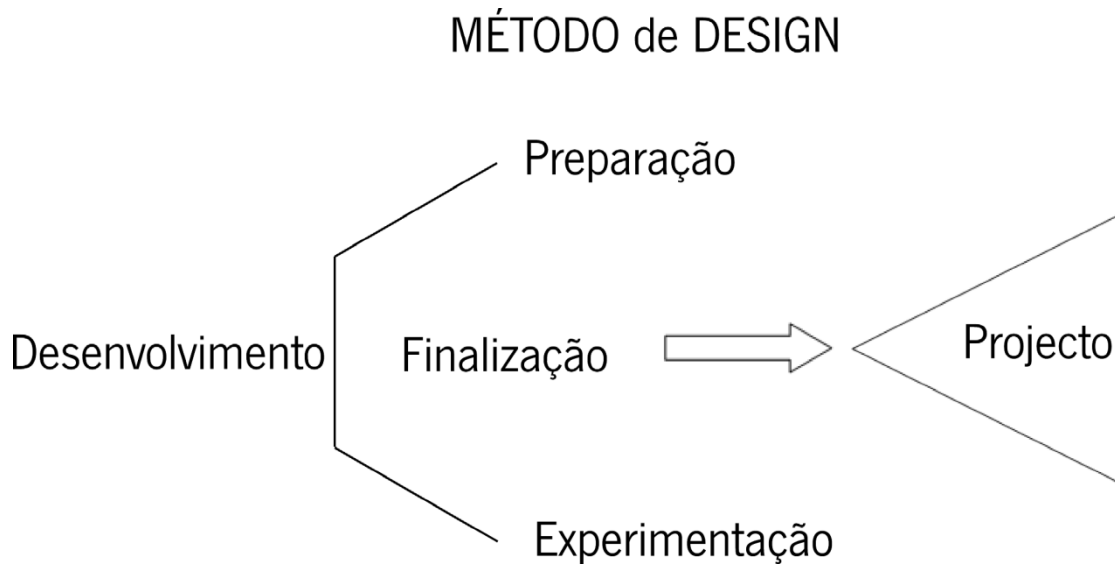 MÉTODO de DESIGN
Preparação
Desenvolvimento
Finalização
Projecto
Experimentação